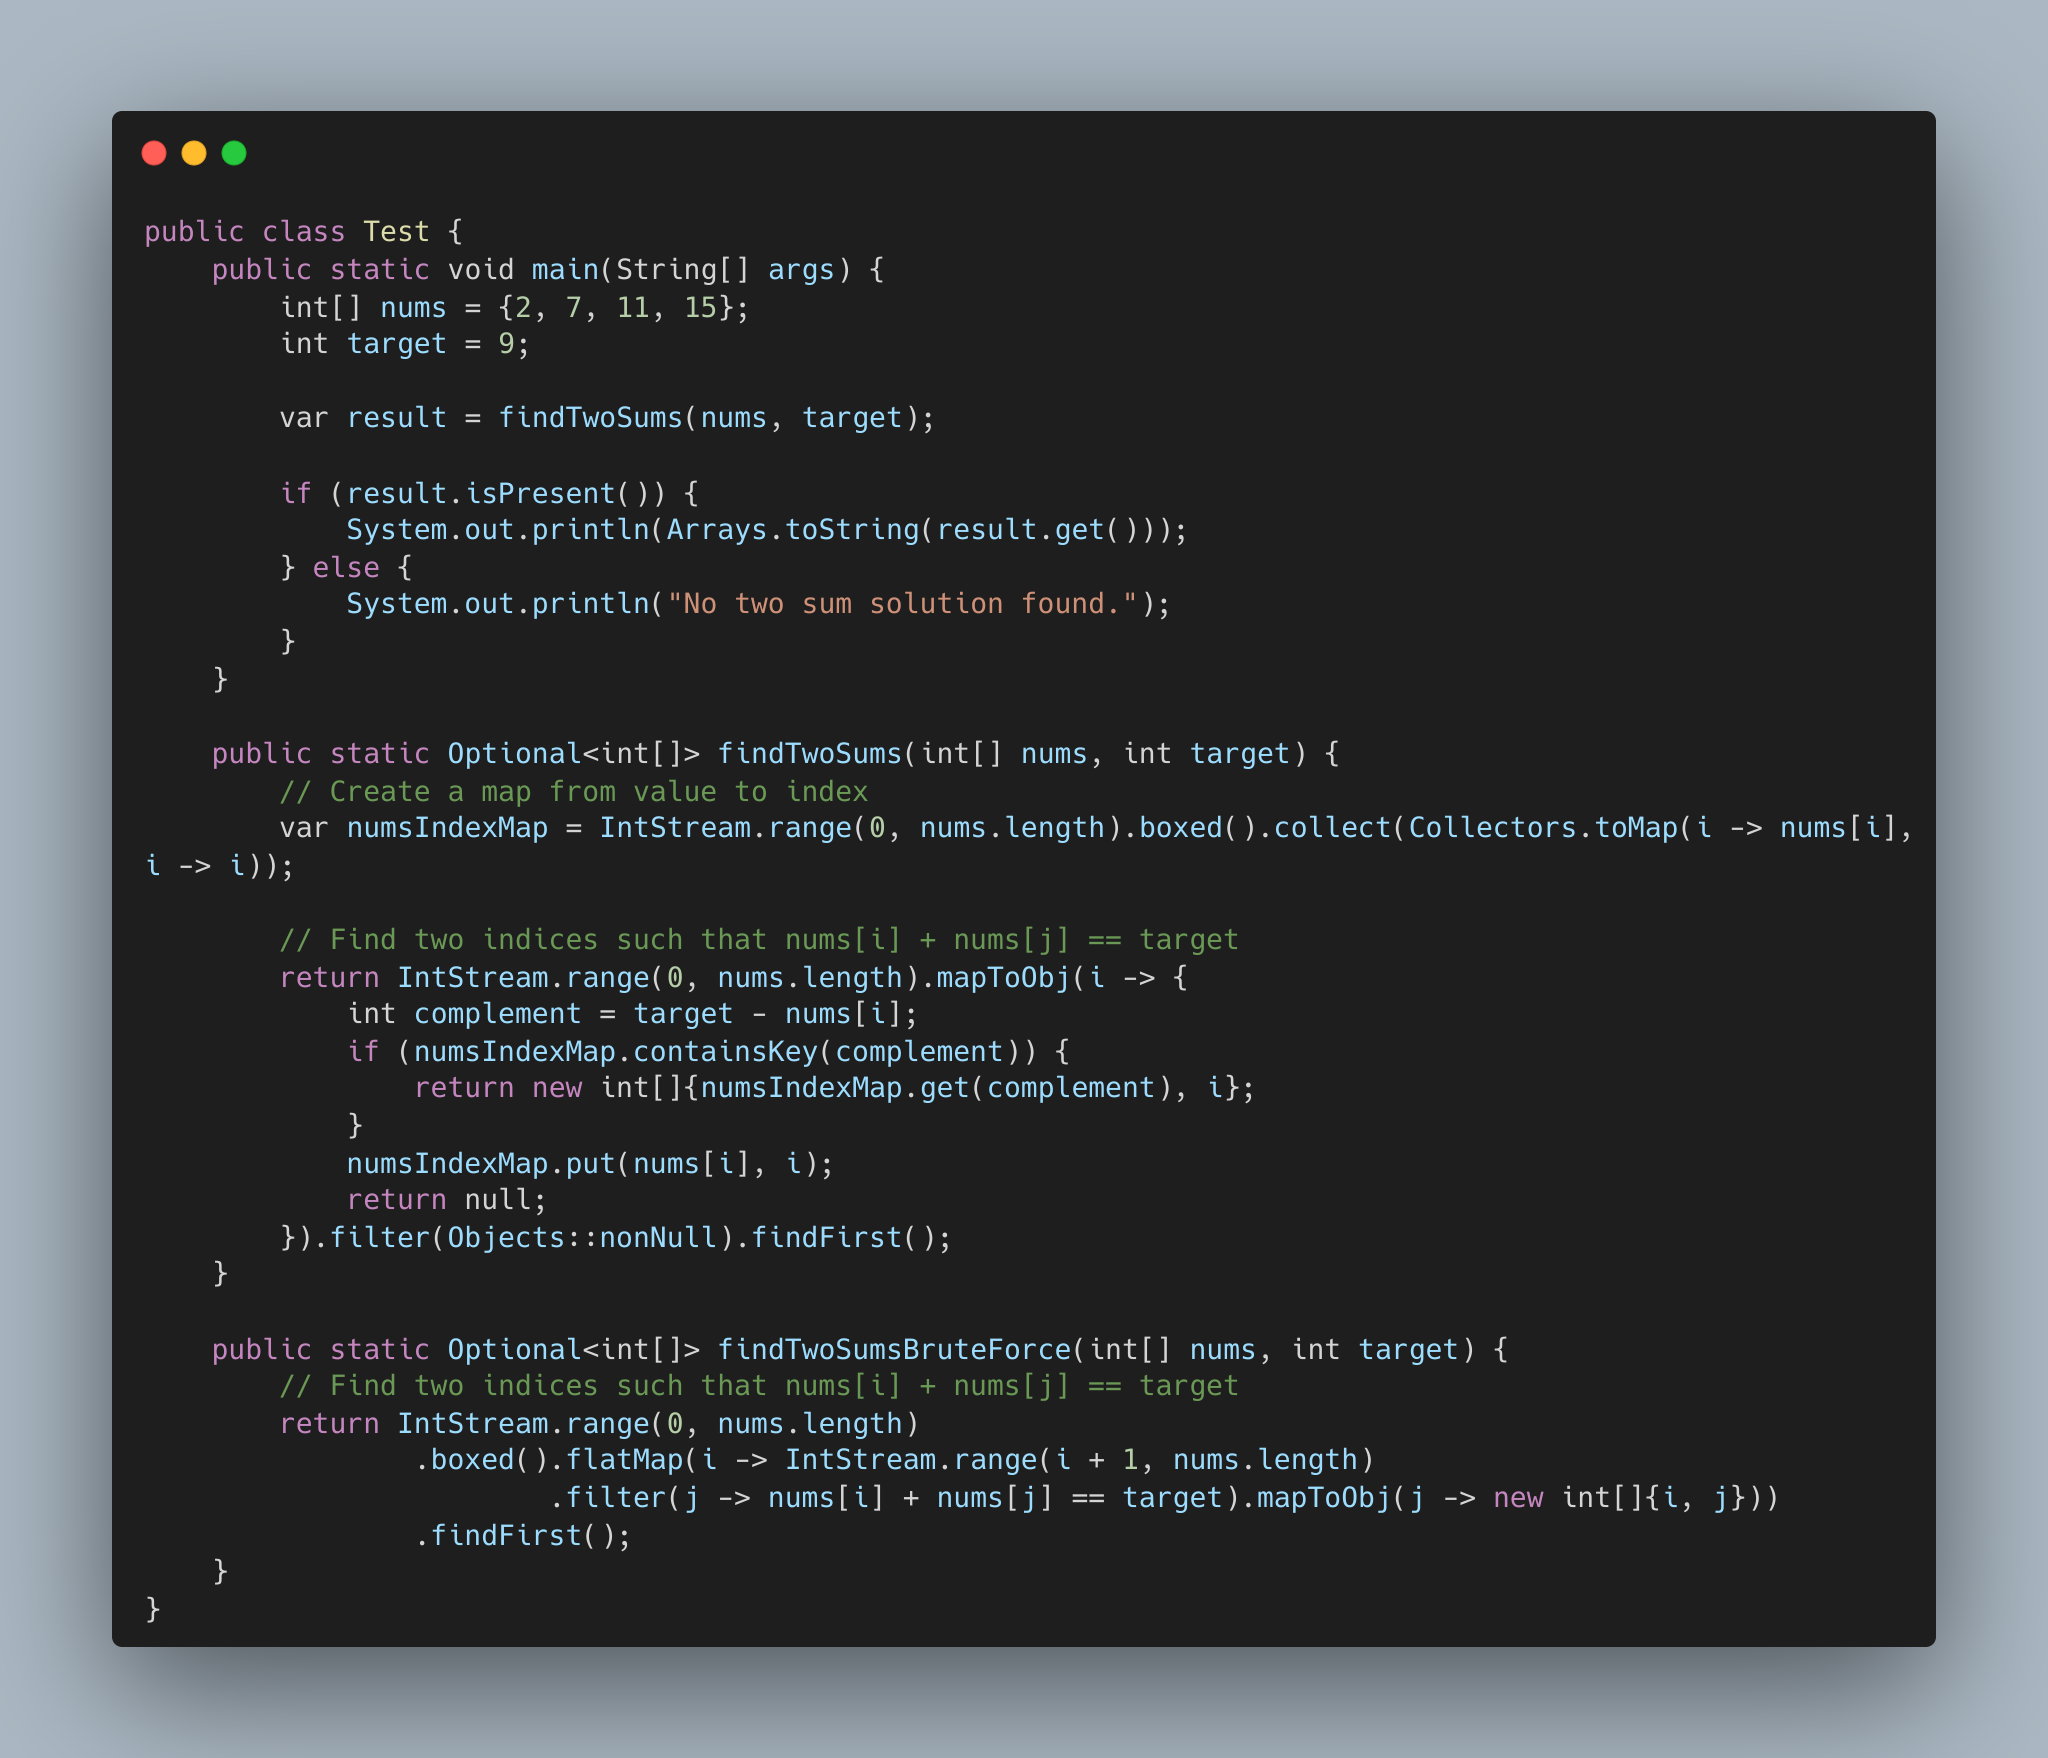 public class Test {
    public static void main(String[] args) {
        int[] nums = {2, 7, 11, 15};
        int target = 9;

        var result = findTwoSums(nums, target);

        if (result.isPresent()) {
            System.out.println(Arrays.toString(result.get()));
        } else {
            System.out.println("No two sum solution found.");
        }
    }

    public static Optional<int[]> findTwoSums(int[] nums, int target) {
        // Create a map from value to index
        var numsIndexMap = IntStream.range(0, nums.length).boxed().collect(Collectors.toMap(i -> nums[i],
i -> i));

        // Find two indices such that nums[i] + nums[j] == target
        return IntStream.range(0, nums.length).mapToObj(i -> {
            int complement = target - nums[i];
            if (numsIndexMap.containsKey(complement)) {
                return new int[]{numsIndexMap.get(complement), i};
            }
            numsIndexMap.put(nums[i], i);
            return null;
        }).filter(Objects::nonNull).findFirst();
    }

    public static Optional<int[]> findTwoSumsBruteForce(int[] nums, int target) {
        // Find two indices such that nums[i] + nums[j] == target
        return IntStream.range(0, nums.length)
                .boxed().flatMap(i -> IntStream.range(i + 1, nums.length)
                        .filter(j -> nums[i] + nums[j] == target).mapToObj(j -> new int[]{i, j}))
                .findFirst();
    }
}